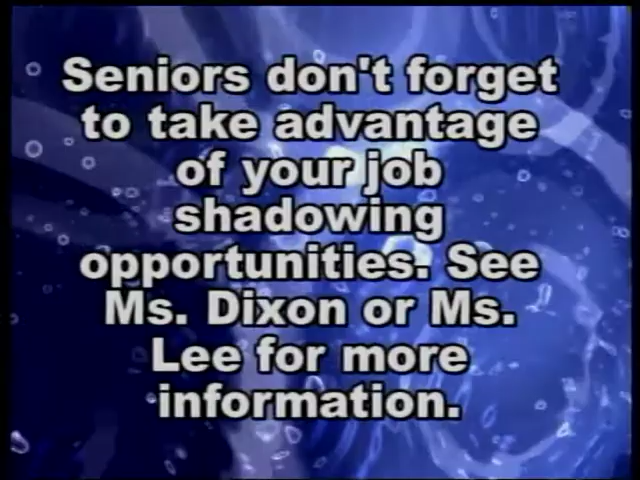 Seniors don't forget
to take advantage
of your job
shadowing
opportunities. See
Ms. Dixon or Ms.
Lee for more
information.